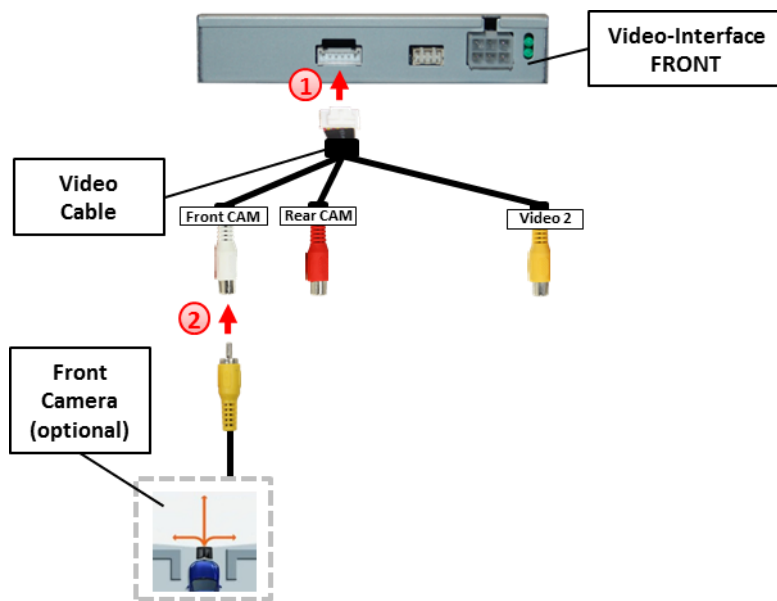 Video-Interface
FRONT
1
Video
Cable
Front CAM
Rear CAM
Video 2
2
Front
Camera
(optional)